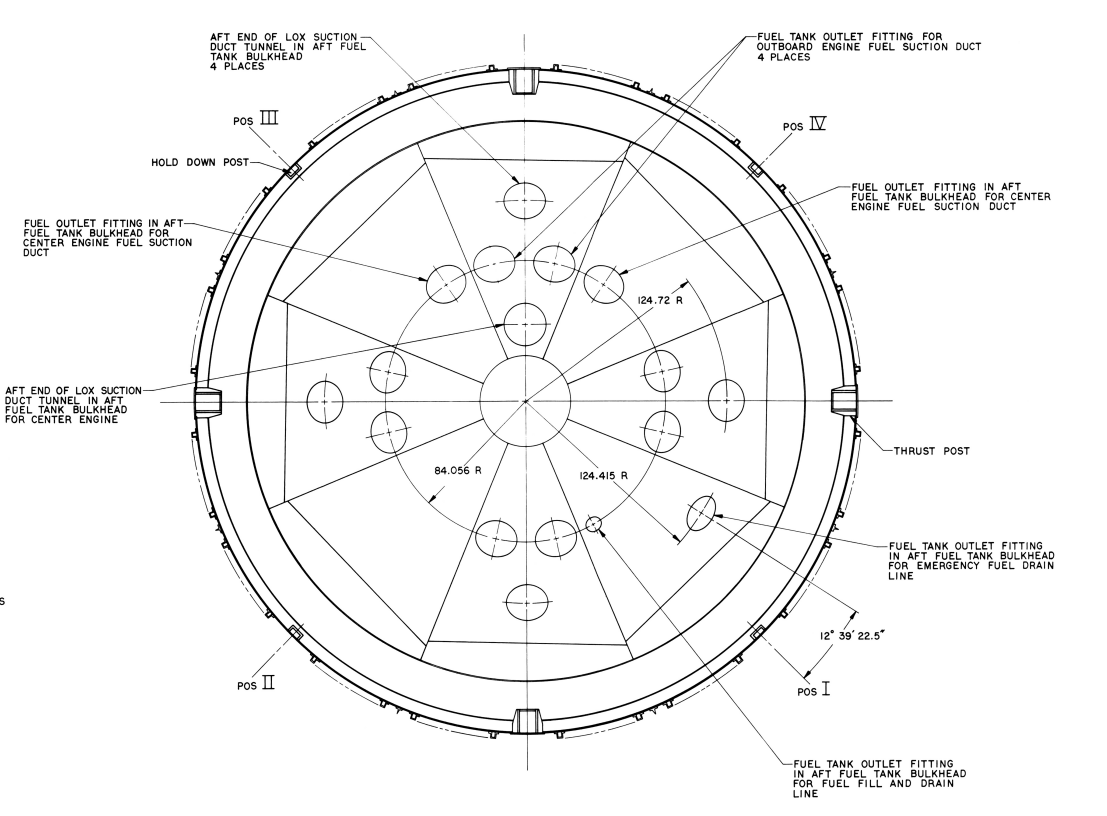 AFT END OF LOX SUCTION
DUCT TUNNEL IN AFT FUEL
TANK BULKHEAD
4 PLACES
FUEL TANK OUTLET FITTING FOR
OUTBOARD ENGINE FUEL SUCTION DUCT
4 PLACES
POS III
POS IV
HOLD DOWN POST
FUEL OUTLET FITTING IN AFT
FUEL TANK BULKHEAD FOR CENTER
ENGINE FUEL SUCTION DUCT
FUEL OUTLET FITTING IN AFT
FUEL TANK BULKHEAD FOR
CENTER ENGINE FUEL SUCTION
DUCT
124.72 R
AFT END OF LOX SUCTION
DUCT TUNNEL IN AFT
FUEL TANK BULKHEAD
FOR CENTER ENGINE
THRUST POST
84.056 R
124.415 R
FUEL TANK OUTLET FITTING
IN AFT FUEL TANK BULKHEAD
FOR EMERGENCY FUEL DRAIN
LINE
S
12° 39' 22.5"
POS II
POS I
FUEL TANK OUTLET FITTING
IN AFT FUEL TANK BULKHEAD
FOR FUEL FILL AND DRAIN
LINE